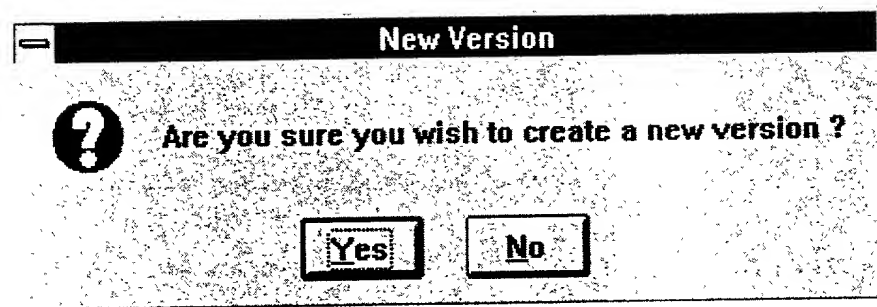 New Version
Are you sure you wish to create a new version ?
Yes
No